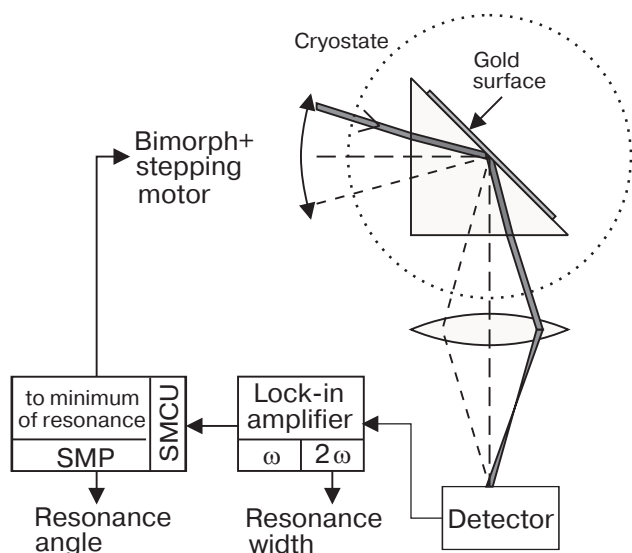 Cryostate
Gold
surface
Bimorph+
stepping
motor
to minimum
of resonance
SMP
SMCU
Lock-in
amplifier
ω
2ω
Resonance
angle
Resonance
width
Detector